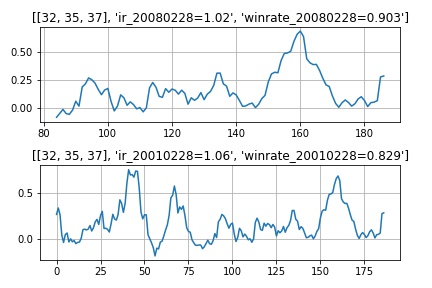 [[32, 35, 37], 'ir_20080228=1.02', 'winrate_20080228=0.903']
0.50
0.25
0.00
80 100 120 140 160 180
[[32, 35, 37], 'ir_20010228=1.06', 'winrate_20010228=0.829']
0.5
0.0
0 25 50 75 100 125 150 175